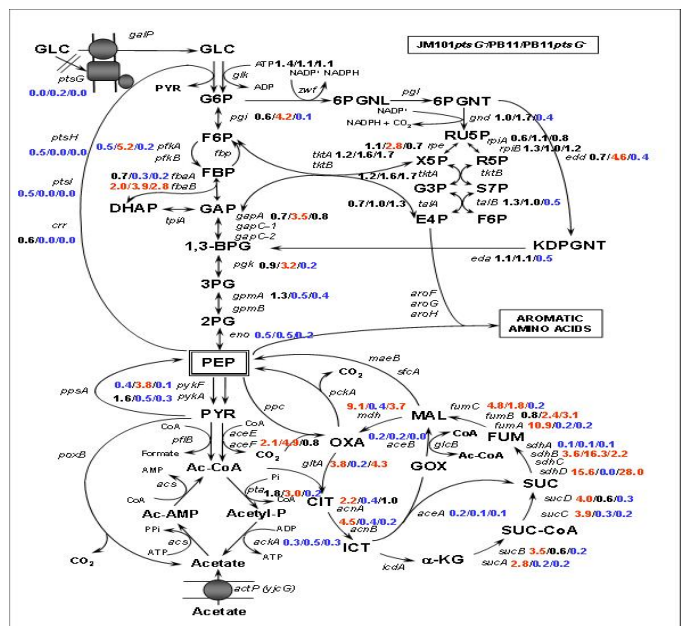 JM101ptsG-/PB11/PB11ptsG-
GLC
galP
GLC
ptsG
0.0/0.2/0.0
ATP 1.4/1.1/1.1
glk
ADP
PYR
NADP+ NADPH
zwf
G6P
6PGNL
pgl
6PGNT
pgi 0.6/4.2/0.1
NADP+
NADPH + CO2
gnd 1.0/1.7/0.4
ptsH
0.5/0.0/0.0
F6P
0.5/5.2/0.2 pfkA
pfkB
fbp
RU5P
1.1/2.8/0.7 rpe
rpiA 0.6/1.1/0.8
rpiB 1.3/1.0/1.2
edd 0.7/4.6/0.4
tktA 1.2/1.6/1.7
tktB
X5P
R5P
ptsI
0.5/0.0/0.0
FBP
0.7/0.3/0.2 fbaA
2.0/3.9/2.8 fbaB
1.2/1.6/1.7
tktA
tktB
G3P
S7P
DHAP
tpiA
GAP
0.7/1.0/1.3
talA
talB 1.3/1.0/0.5
E4P
F6P
crr
0.6/0.0/0.0
gapA 0.7/3.5/0.8
gapC-1
gapC-2
1,3-BPG
KDPGNT
eda 1.1/1.1/0.5
pgk 0.9/3.2/0.2
3PG
gpmA 1.3/0.5/0.4
gpmB
aroF
aroG
aroH
2PG
AROMATIC
AMINO ACIDS
eno 0.5/0.5/0.2
PEP
maeB
sfcA
CO2
pckA
ppsA
0.4/3.8/0.1 pykF
1.6/0.5/0.3 pykA
ppc
9.1/0.4/3.7
mdh
fumC 4.8/1.8/0.2
fumB 0.8/2.4/3.1
fumA 10.9/0.2/0.2
PYR
MAL
poxB
CoA
pflB
Formate
CoA
aceE
aceF 2.1/4.9/0.8
CO2
OXA
0.2/0.2/0.0
aceB
CoA
glcB
Ac-CoA
FUM
sdhA 0.1/0.1/0.1
sdhB 3.6/16.3/2.2
sdhC
sdhD 15.6/0.0/28.0
Ac-CoA
gltA 3.8/0.2/4.3
GOX
AMP
acs
CoA
Pi
pta 1.8/3.0/0.2
CoA
CIT
2.2/0.4/1.0
acnA
4.5/0.4/0.2
acnB
SUC
Ac-AMP
Acetyl-P
aceA 0.2/0.1/0.1
sucD 4.0/0.6/0.3
sucC 3.9/0.3/0.2
PPi
acs
ATP
ADP
ackA 0.3/0.5/0.3
ATP
ICT
SUC-CoA
CO2
Acetate
icdA
α-KG
sucB 3.5/0.6/0.2
sucA 2.8/0.2/0.2
actP (yjcG)
Acetate